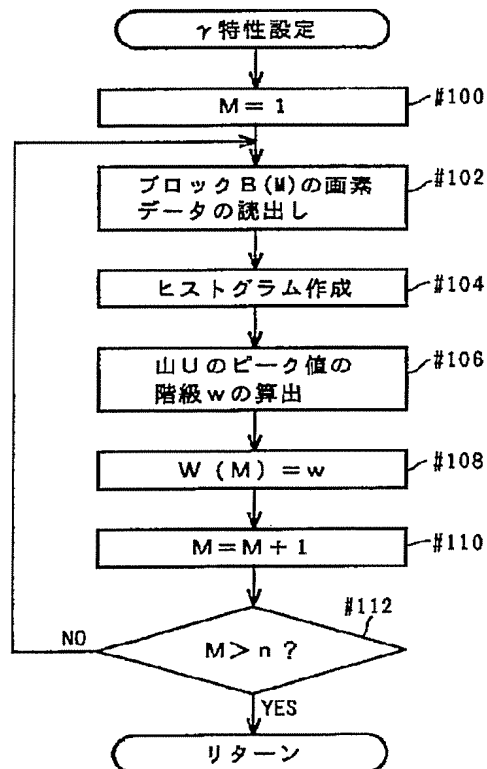 γ特性設定
M=1
#100
ブロックB(M)の画素
データの読出し
#102
ヒストグラム作成
#104
山Uのピーク値の
階級wの算出
#106
W(M)=w
#108
M=M+1
#110
#112
M>n?
NO
YES
リターン